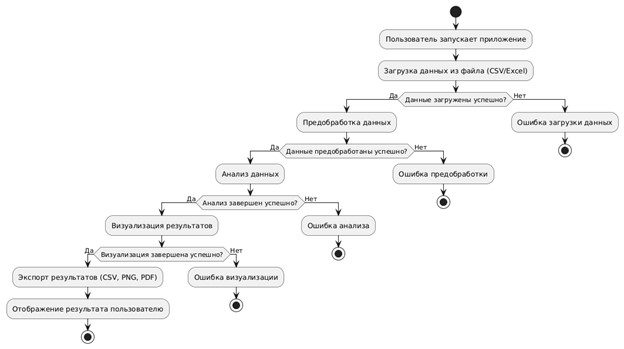 Пользователь запускает приложение
Загрузка данных из файла (CSV/Excel)
Да
Данные загружены успешно?
Нет
Предобработка данных
Ошибка загрузки данных
Да
Данные предобработаны успешно?
Нет
Анализ данных
Ошибка предобработки
Да
Анализ завершен успешно?
Нет
Визуализация результатов
Ошибка анализа
Да
Визуализация завершена успешно?
Нет
Экспорт результатов (CSV, PNG, PDF)
Ошибка визуализации
Отображение результата пользователю